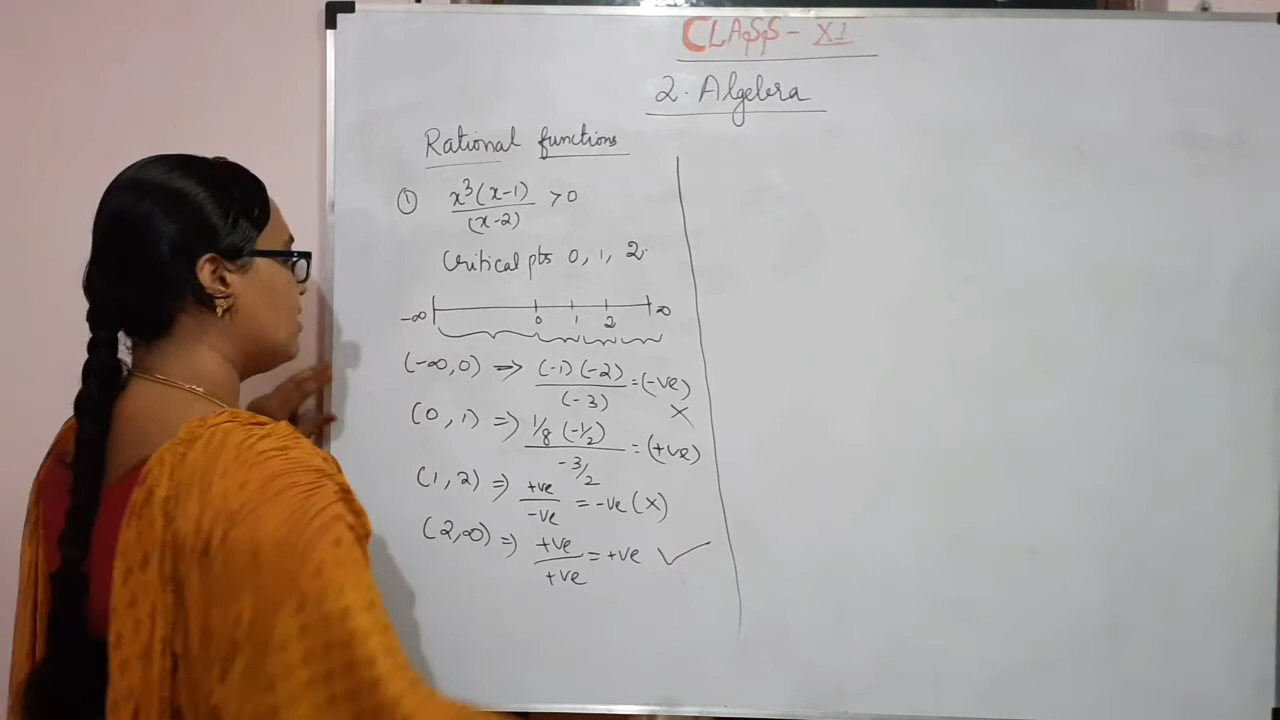 CLASS - XI
2. Algebra
Rational functions
① x³(x-1)/(x-2) >0
Critical pts 0, 1, 2.
-∞ 0 1 2 ∞
(-∞,0) => (-1)(-2)/(-3) = (-ve) X
(0,1) => 1/8(-1/2)/-3/2 = (+ve)
(1,2) => +ve/-ve = -ve (X)
(2,∞) => +ve/+ve = +ve ✓